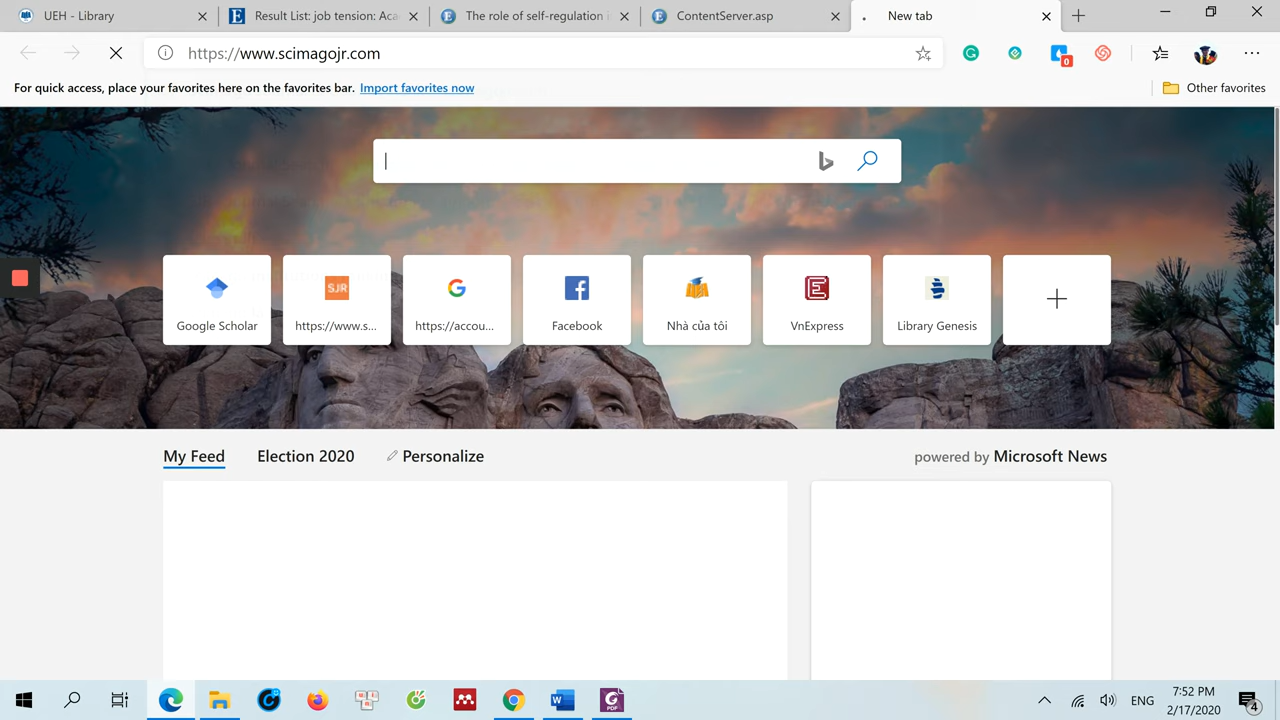 UEH - Library
Result List: job tension: Aca
The role of self-regulation i
ContentServer.asp
New tab
https://www.scimagojr.com
0
For quick access, place your favorites here on the favorites bar. Import favorites now
Other favorites
Google Scholar
SJR
https://www.s...
https://accou...
Facebook
Nhà của tôi
VnExpress
Library Genesis
My Feed
Election 2020
Personalize
powered by Microsoft News
ENG
7:52 PM
2/17/2020
4